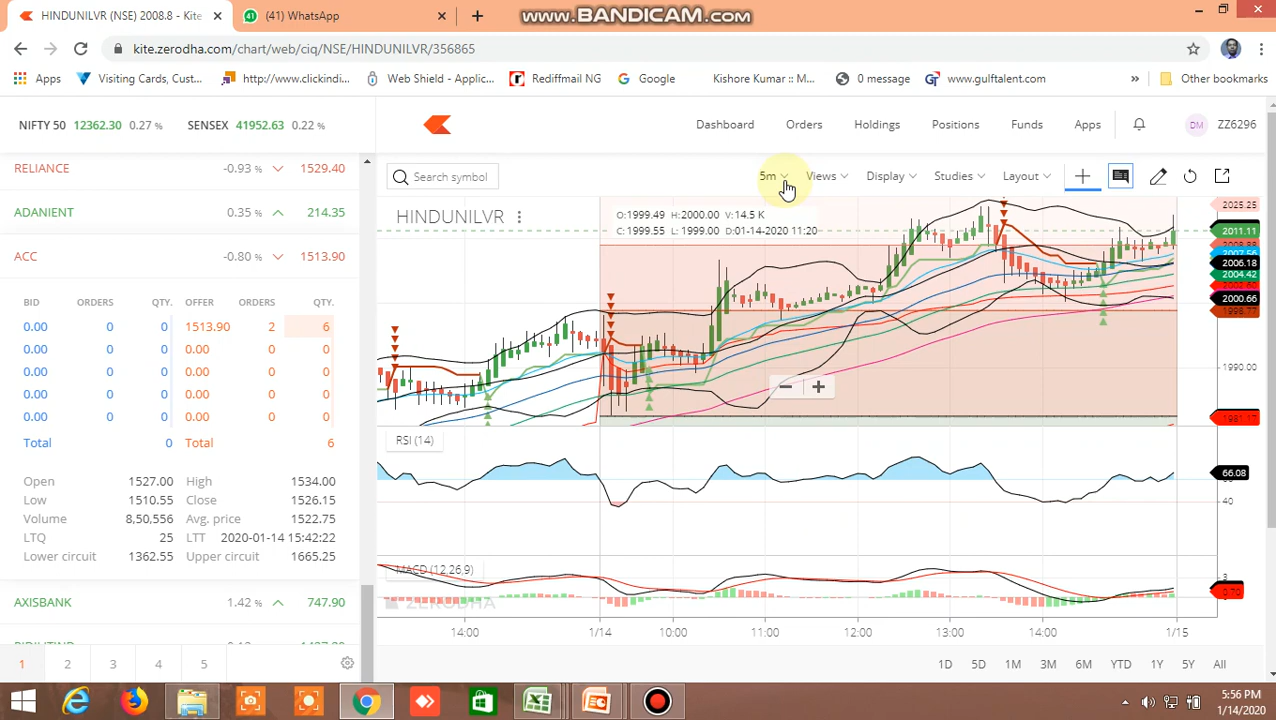 HINDUNILVR (NSE) 2008.8 - Kite
(41) WhatsApp
www.BANDICAM.com
kite.zerodha.com/chart/web/ciq/NSE/HINDUNILVR/356865
Apps
Visiting Cards, Cust...
http://www.clickindi...
Web Shield - Applic...
Rediffmail NG
Google
Kishore Kumar :: M...
0 message
www.gulftalent.com
»
Other bookmarks
NIFTY 50 12362.30 0.27 %
SENSEX 41952.63 0.22 %
Dashboard Orders Holdings Positions Funds Apps
DM ZZ6296
RELIANCE -0.93 % 1529.40
ADANIENT 0.35 % 214.35
ACC -0.80 % 1513.90
BID ORDERS QTY. OFFER ORDERS QTY.
0.00 0 0 1513.90 2 6
0.00 0 0 0.00 0 0
0.00 0 0 0.00 0 0
0.00 0 0 0.00 0 0
0.00 0 0 0.00 0 0
Total 0 Total 6
Open 1527.00 High 1534.00
Low 1510.55 Close 1526.15
Volume 8,50,556 Avg. price 1522.75
LTQ 25 LTT 2020-01-14 15:42:22
Lower circuit 1362.55 Upper circuit 1665.25
AXISBANK 1.42 % 747.90
1 2 3 4 5
Search symbol
5m Views Display Studies Layout
HINDUNILVR
O:1999.49 H:2000.00 V:14.5 K
C:1999.55 L: 1999.00 D:01-14-2020 11:20
2025.25
2011.11
2006.18
2004.42
2000.66
1998.77
1990.00
1981.17
RSI (14)
66.08
40
MACD (12,26,9)
0.70
ZERODHA
14:00 1/14 10:00 11:00 12:00 13:00 14:00 1/15
1D 5D 1M 3M 6M YTD 1Y 5Y All
5:56 PM
1/14/2020